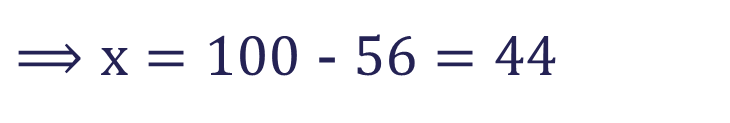 ⟹ x = 100 - 56 = 44